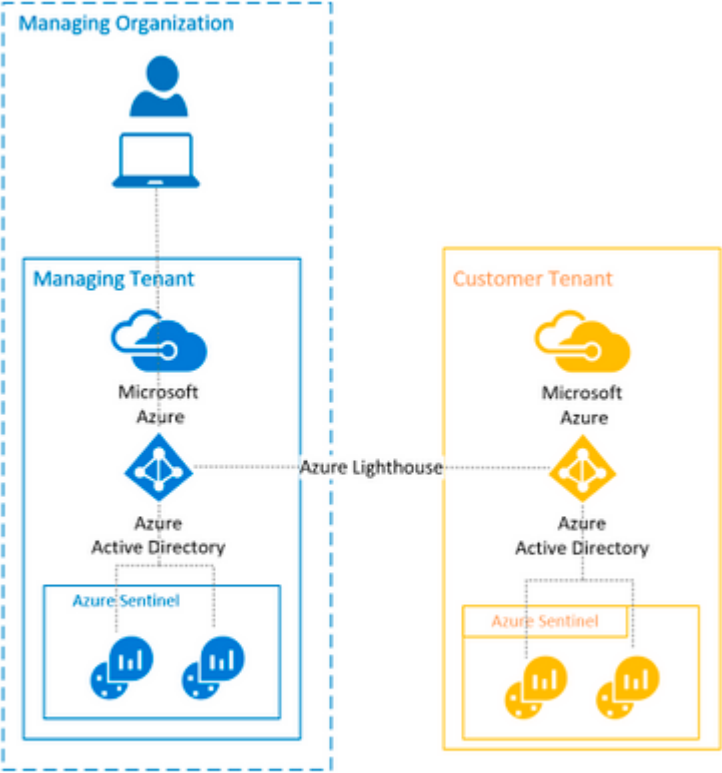 Managing Organization
Managing Tenant
Microsoft
Azure
Azure
Active Directory
Azure Sentinel
Azure Lighthouse
Customer Tenant
Microsoft
Azure
Azure
Active Directory
Azure Sentinel